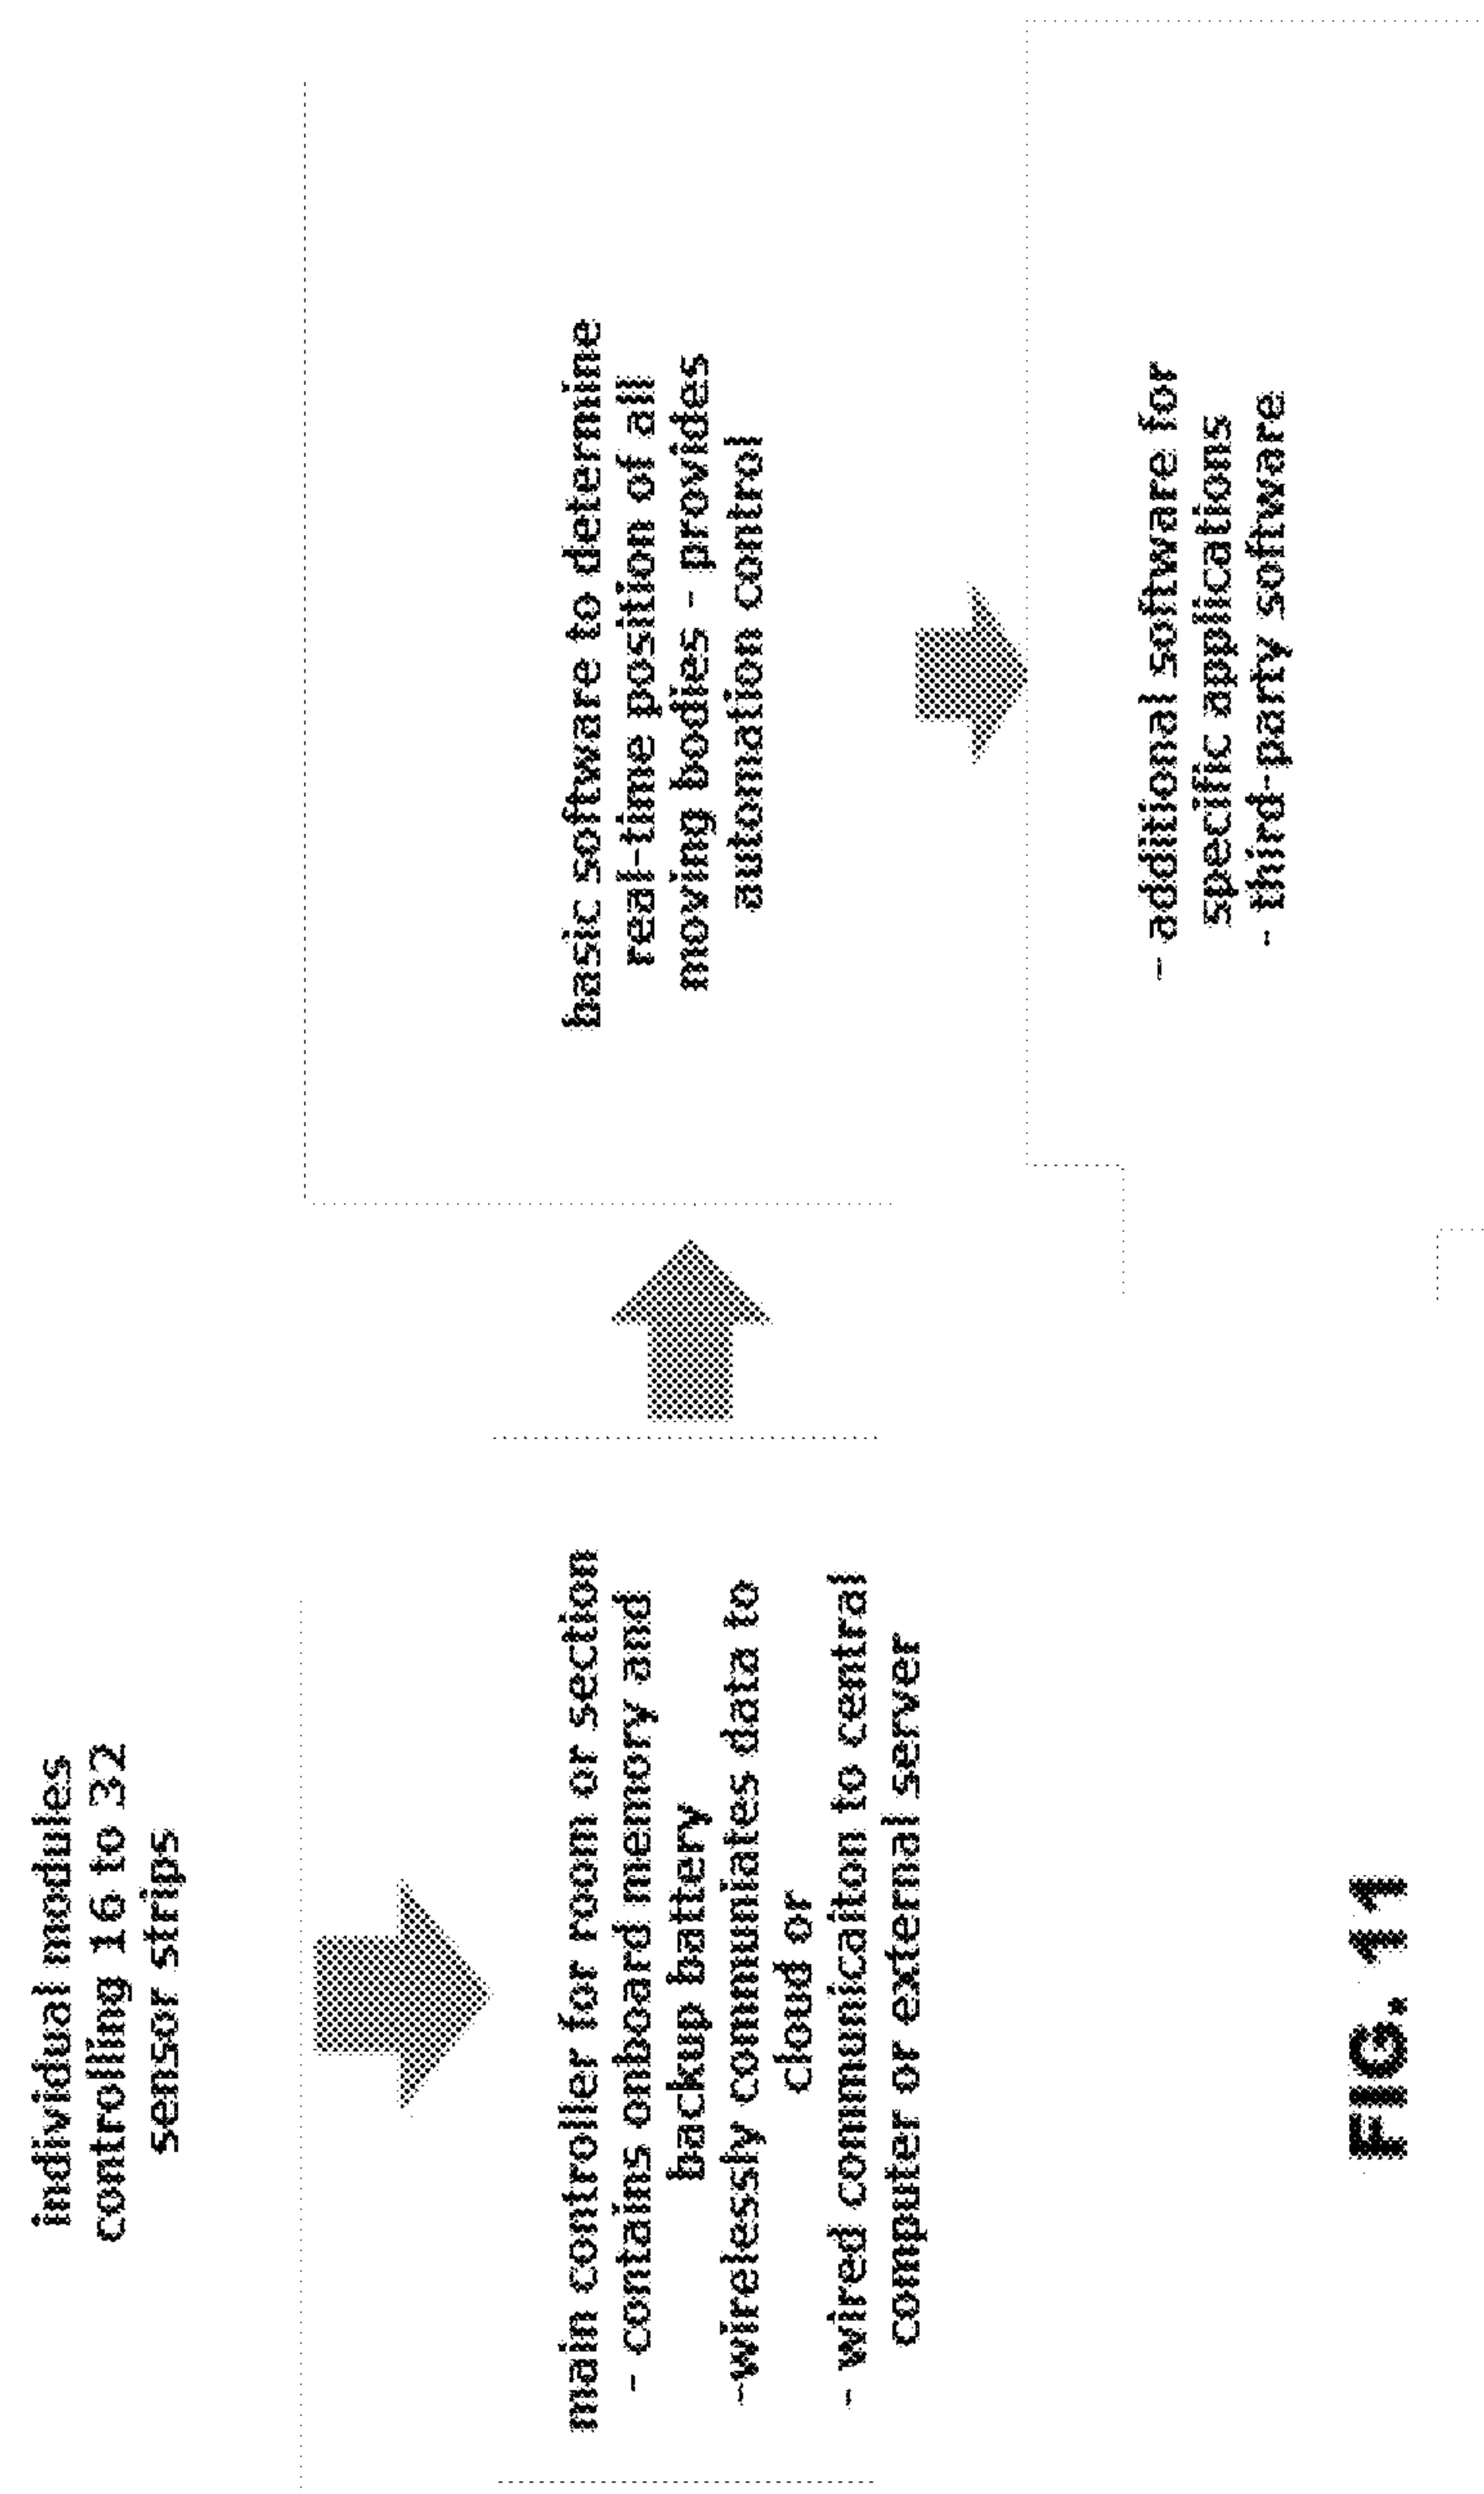 individual modules
controlling 16 to 32
sensor strips
main controller for room or section
- contains onboard memory and
backup battery
-wirelessly communiates data to
cloud or
- wired communicaiton to central
computer or external server
basic software to determine
real-time position of all
moving bodies - provides
automation control
- additional software for
specific applications
- third-party software
FIG. 11